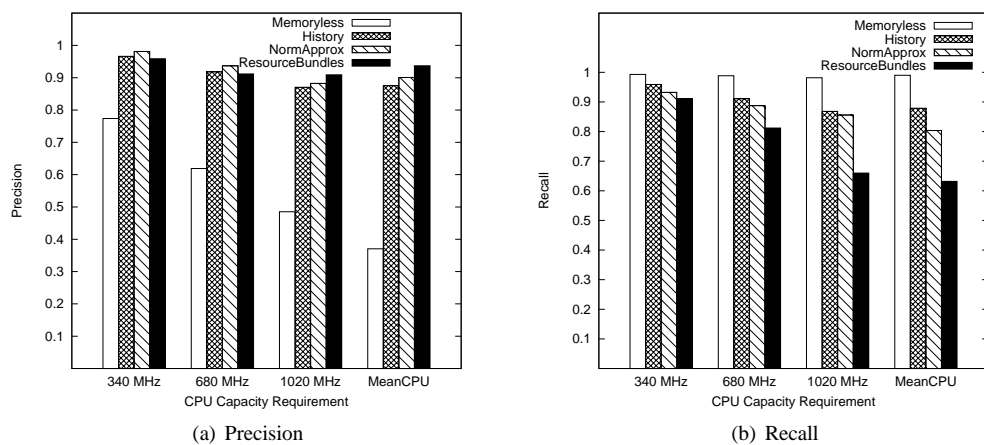 Memoryless
History
NormApprox
ResourceBundles
1
0.9
0.8
0.7
0.6
0.5
0.4
0.3
0.2
0.1
Precision
340 MHz 680 MHz 1020 MHz MeanCPU
CPU Capacity Requirement
(a) Precision
Memoryless
History
NormApprox
ResourceBundles
1
0.9
0.8
0.7
0.6
0.5
0.4
0.3
0.2
0.1
Recall
340 MHz 680 MHz 1020 MHz MeanCPU
CPU Capacity Requirement
(b) Recall